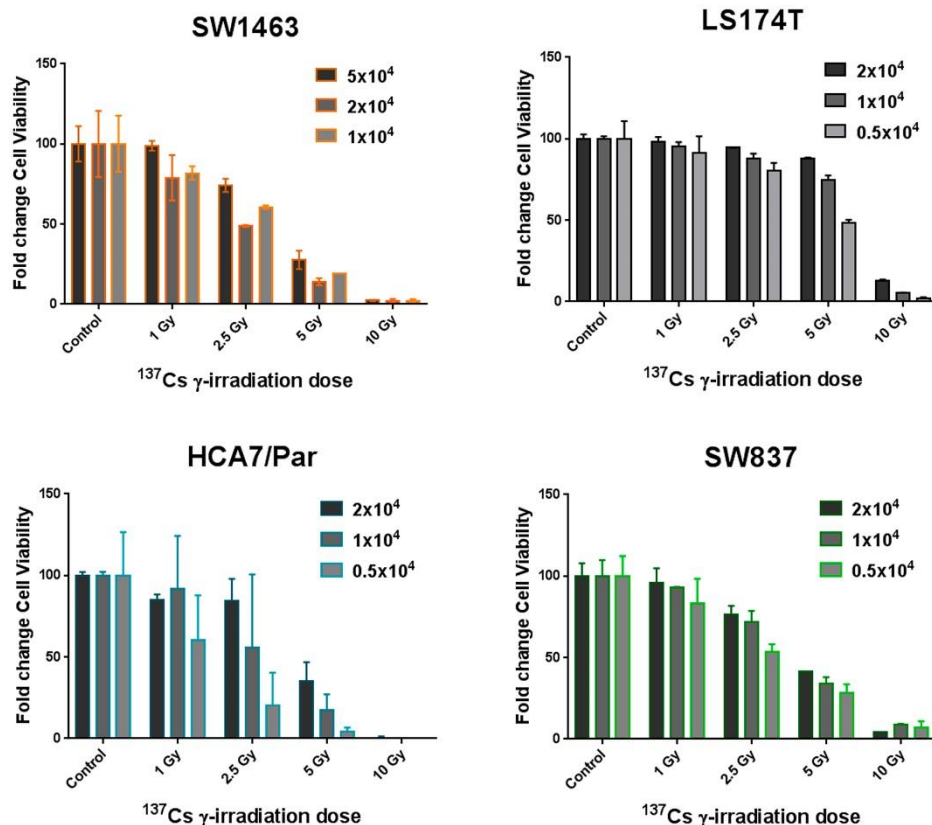 SW1463
Fold change Cell Viability
150
100
50
0
5x10⁴
2x10⁴
1x10⁴
Control
1 Gy
2.5 Gy
5 Gy
10 Gy
¹³⁷Cs γ-irradiation dose
LS174T
Fold change Cell Viability
150
100
50
0
2x10⁴
1x10⁴
0.5x10⁴
Control
1 Gy
2.5 Gy
5 Gy
10 Gy
¹³⁷Cs γ-irradiation dose
HCA7/Par
Fold change Cell Viability
150
100
50
0
2x10⁴
1x10⁴
0.5x10⁴
Control
1 Gy
2.5 Gy
5 Gy
10 Gy
¹³⁷Cs γ-irradiation dose
SW837
Fold change Cell Viability
150
100
50
0
2x10⁴
1x10⁴
0.5x10⁴
Control
1 Gy
2.5 Gy
5 Gy
10 Gy
¹³⁷Cs γ-irradiation dose